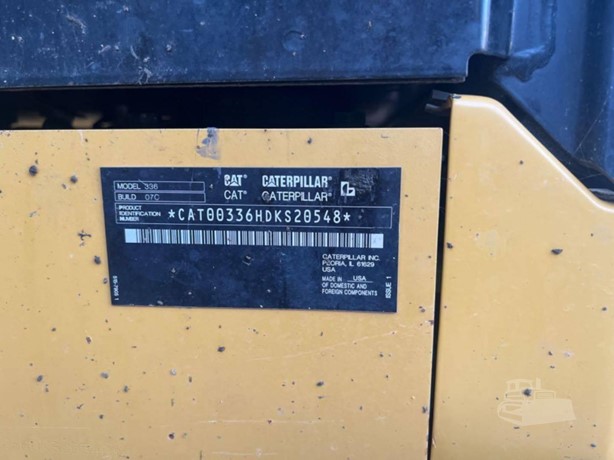 MODEL 336
BUILD 07C
CAT CATERPILLAR
CAT® CATERPILLAR
PRODUCT
IDENTIFICATION
NUMBER
*CAT00336HDKS20548*
CATERPILLAR INC.
PEORIA, IL 61629
USA
MADE IN USA
OF DOMESTIC AND
FOREIGN COMPONENTS
ISSUE 1